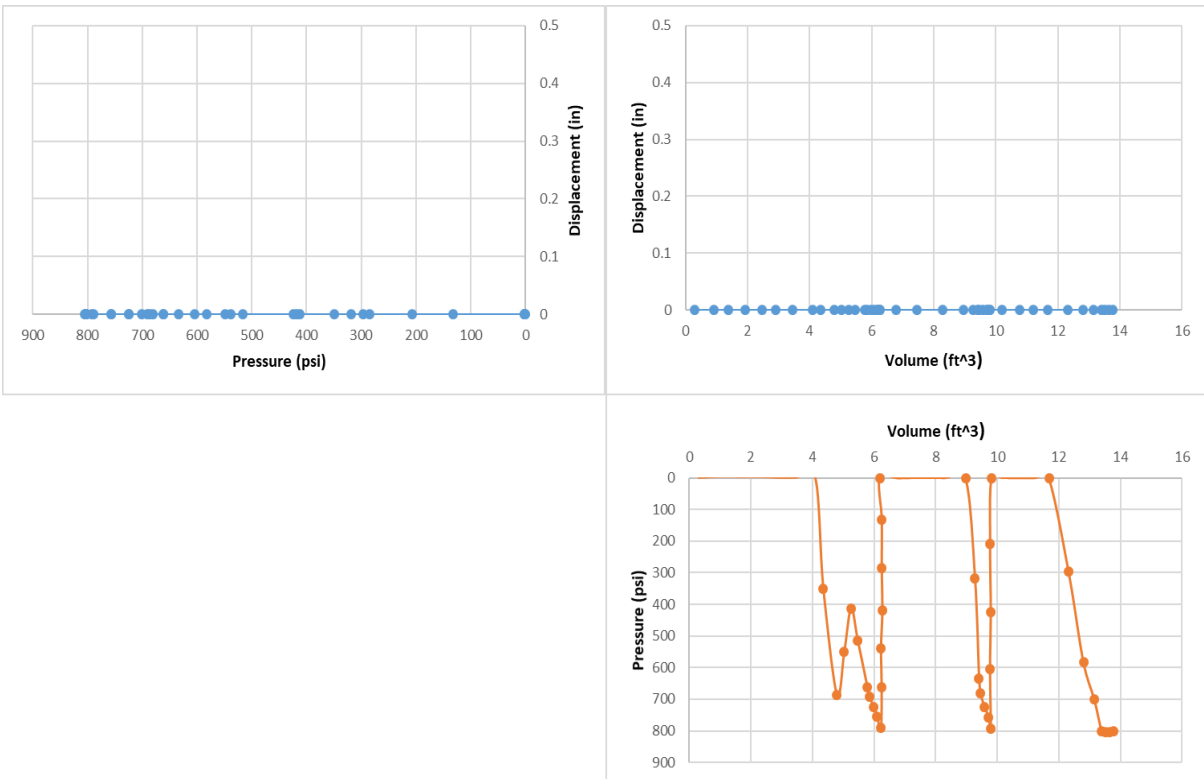 0.5
0.4
0.3
0.2
0.1
0
Displacement (in)
900 800 700 600 500 400 300 200 100 0
Pressure (psi)
0.5
0.4
0.3
0.2
0.1
0
Displacement (in)
0 2 4 6 8 10 12 14 16
Volume (ft^3)
Volume (ft^3)
0 2 4 6 8 10 12 14 16
0
100
200
300
400
500
600
700
800
900
Pressure (psi)